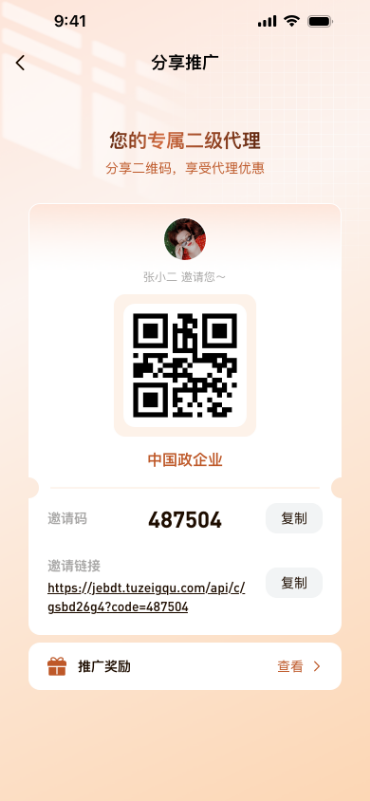 9:41
分享推广
您的专属二级代理
分享二维码，享受代理优惠
张小二 邀请您～
中国政企业
邀请码
487504
复制
邀请链接
https://jebdt.tuzeigqu.com/api/c/
gsbd26g4?code=487504
复制
推广奖励
查看